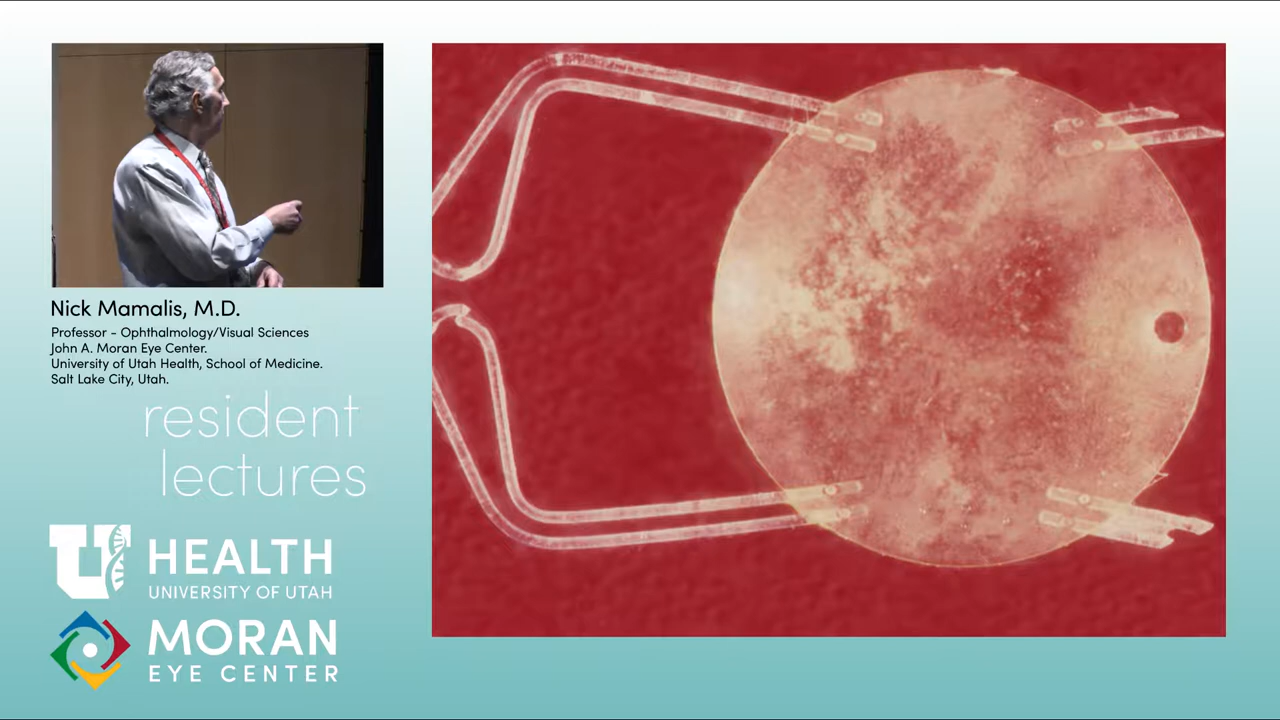 Nick Mamalis, M.D.
Professor - Ophthalmology/Visual Sciences
John A. Moran Eye Center.
University of Utah Health, School of Medicine.
Salt Lake City, Utah.
resident
lectures
U HEALTH
UNIVERSITY OF UTAH
MORAN
EYE CENTER